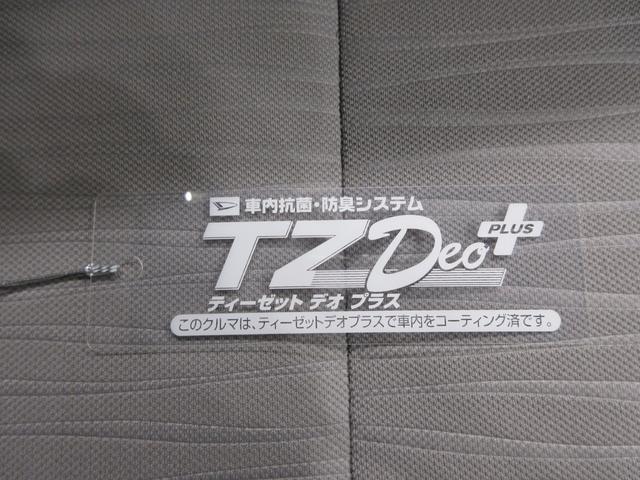 車内抗菌・防臭システム
TZ Deo PLUS
ティーゼット デオ プラス
このクルマは、ティーゼットデオプラスで車内をコーティング済です。